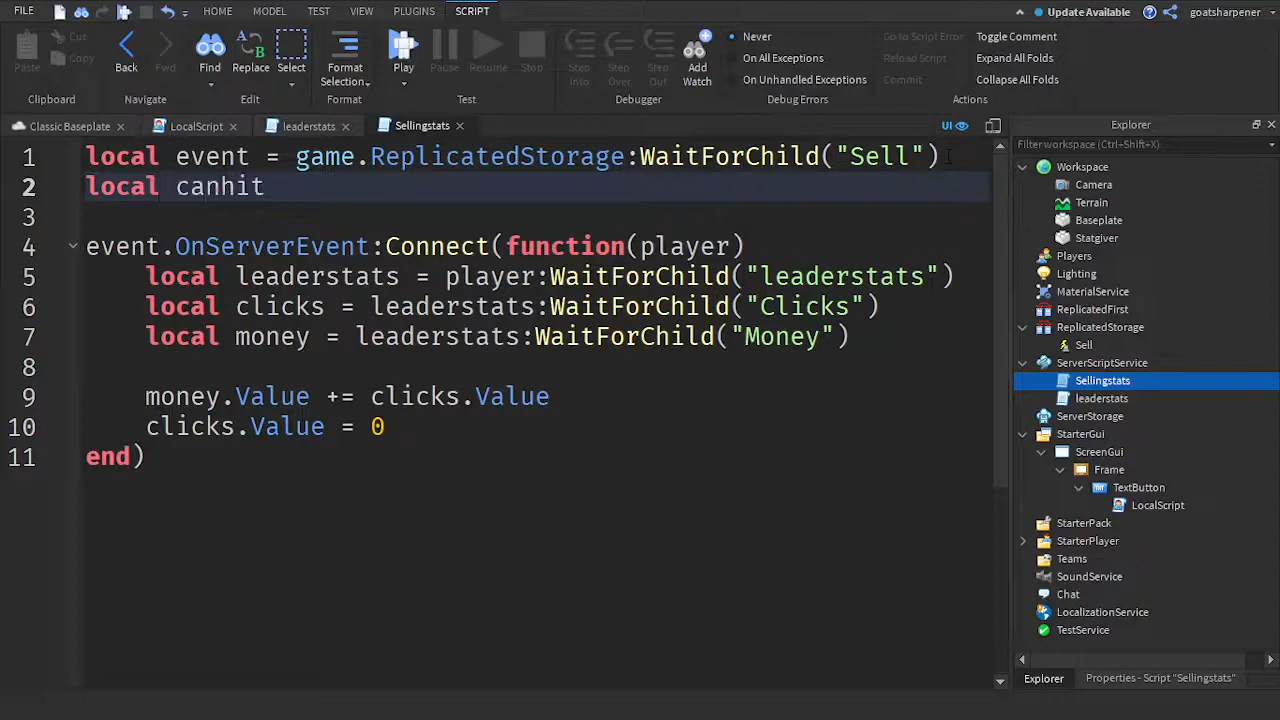 FILE HOME MODEL TEST VIEW PLUGINS SCRIPT Update Available goatsharpener
Paste Cut Copy
Back Fwd
Find Replace Select
Format Selection
Play Pause Resume Stop
Step Into Step Over Step Out Add Watch
Never
On All Exceptions
On Unhandled Exceptions
Go to Script Error
Reload Script
Commit
Toggle Comment
Expand All Folds
Collapse All Folds
Clipboard Navigate Edit Format Test Debugger Debug Errors Actions
Classic Baseplate LocalScript leaderstats Sellingstats UI
1 local event = game.ReplicatedStorage:WaitForChild("Sell")
2 local canhit
3
4 event.OnServerEvent:Connect(function(player)
5 local leaderstats = player:WaitForChild("leaderstats")
6 local clicks = leaderstats:WaitForChild("Clicks")
7 local money = leaderstats:WaitForChild("Money")
8
9 money.Value += clicks.Value
10 clicks.Value = 0
11 end)
Explorer
Filter workspace (Ctrl+Shift+X)
Workspace
Camera
Terrain
Baseplate
Statgiver
Players
Lighting
MaterialService
ReplicatedFirst
ReplicatedStorage
Sell
ServerScriptService
Sellingstats
leaderstats
ServerStorage
StarterGui
ScreenGui
Frame
TextButton
LocalScript
StarterPack
StarterPlayer
Teams
SoundService
Chat
LocalizationService
TestService
Explorer Properties - Script "Sellingstats"